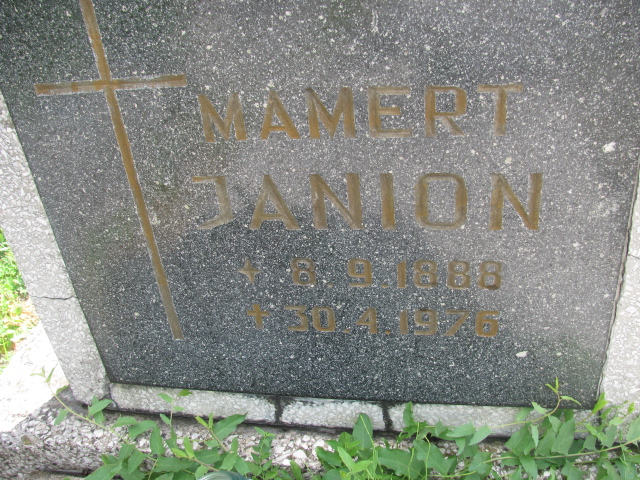 MAMERT
JANION
* 8.9.1888
+ 30.4.1976